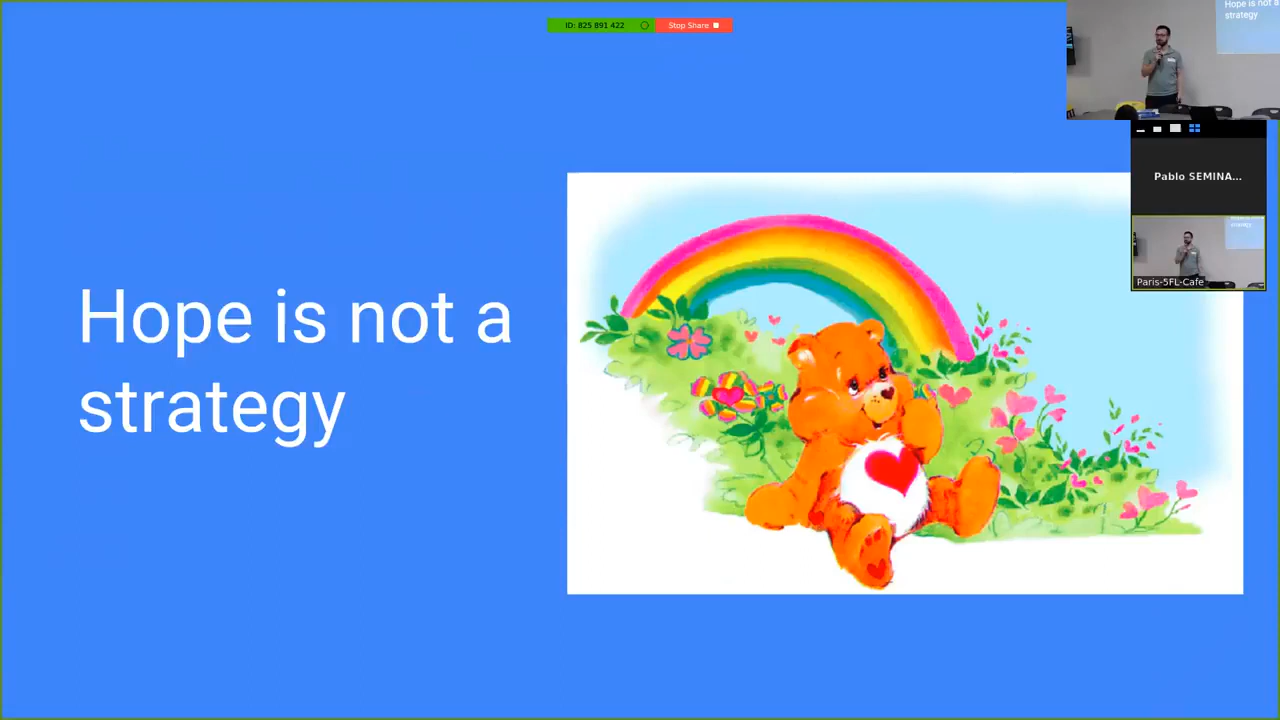 ID: 825 891 422
Stop Share
Hope is not a
strategy
Hope is not a
strategy
Pablo SEMINA...
Paris-5FL-Cafe